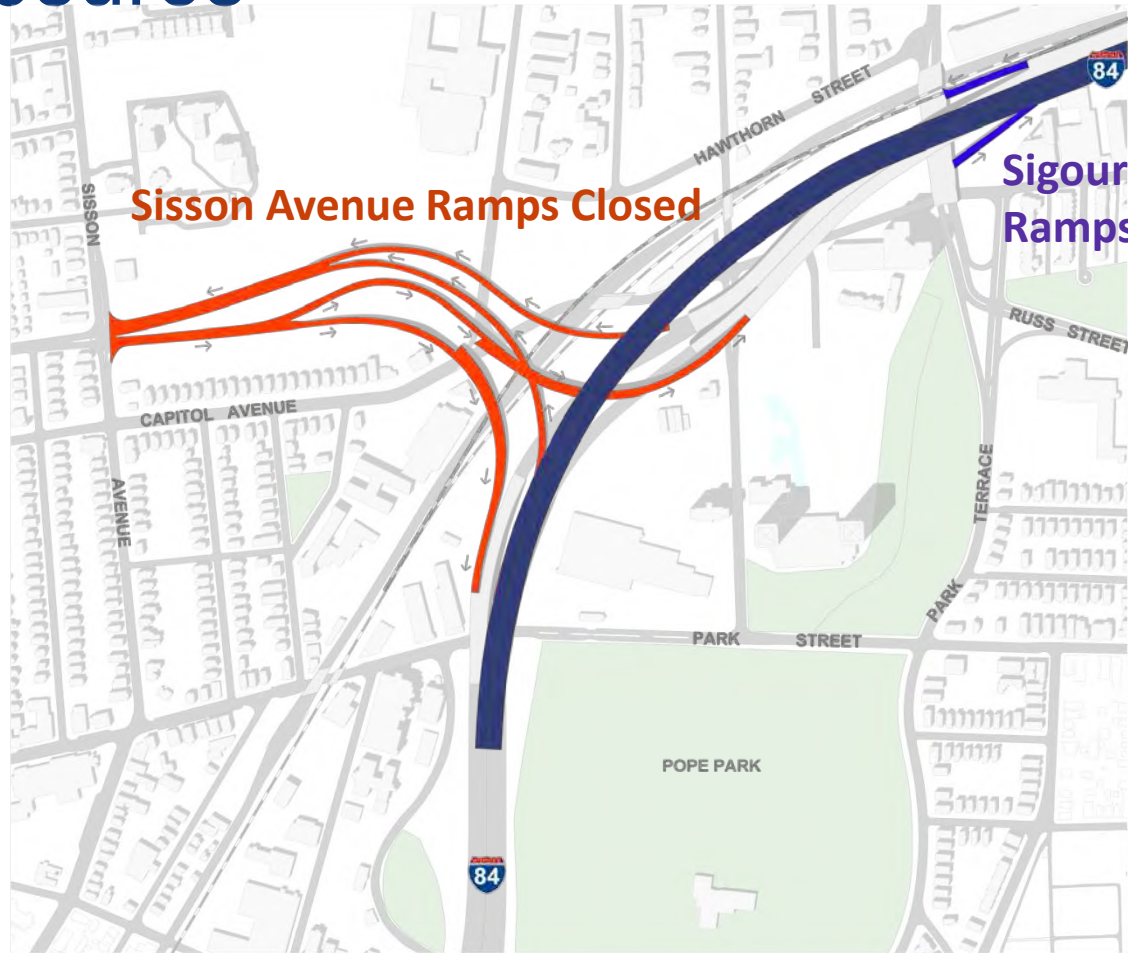 84
HAWTHORN STREET
Sisson Avenue Ramps Closed
Ramps
SISSON
RUSS STREET
CAPITOL AVENUE
AVENUE
TERRACE
PARK
PARK STREET
POPE PARK
84